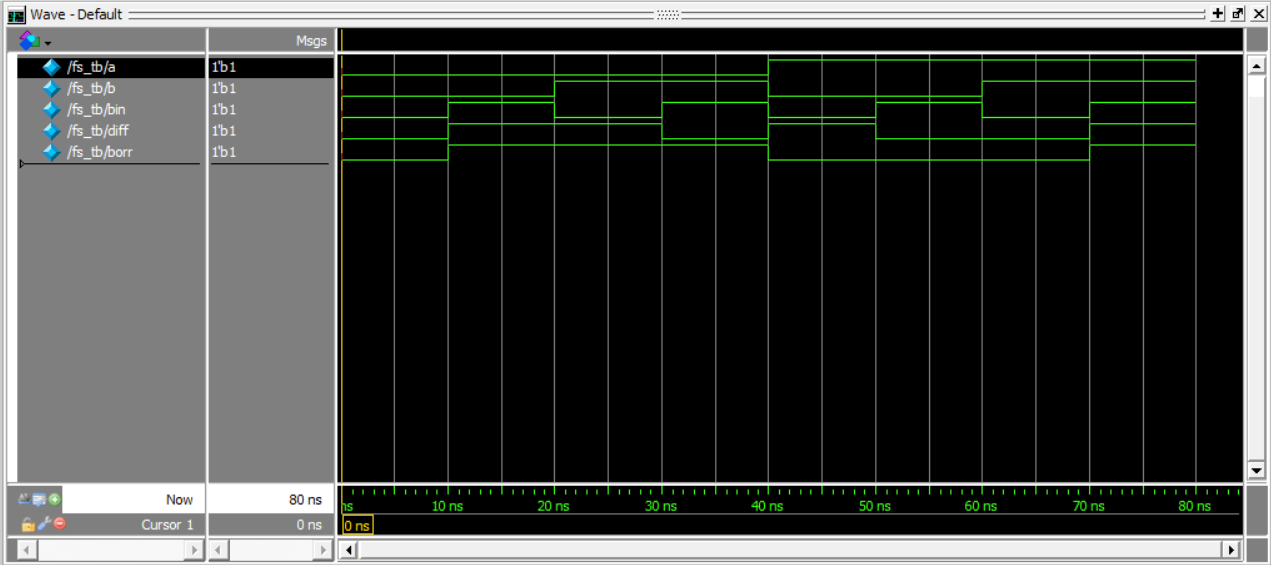 Wave - Default
Msgs
/fs_tb/a 1'b1
/fs_tb/b 1'b1
/fs_tb/bin 1'b1
/fs_tb/diff 1'b1
/fs_tb/borr 1'b1
Now 80 ns ns 10 ns 20 ns 30 ns 40 ns 50 ns 60 ns 70 ns 80 ns
Cursor 1 0 ns 0 ns